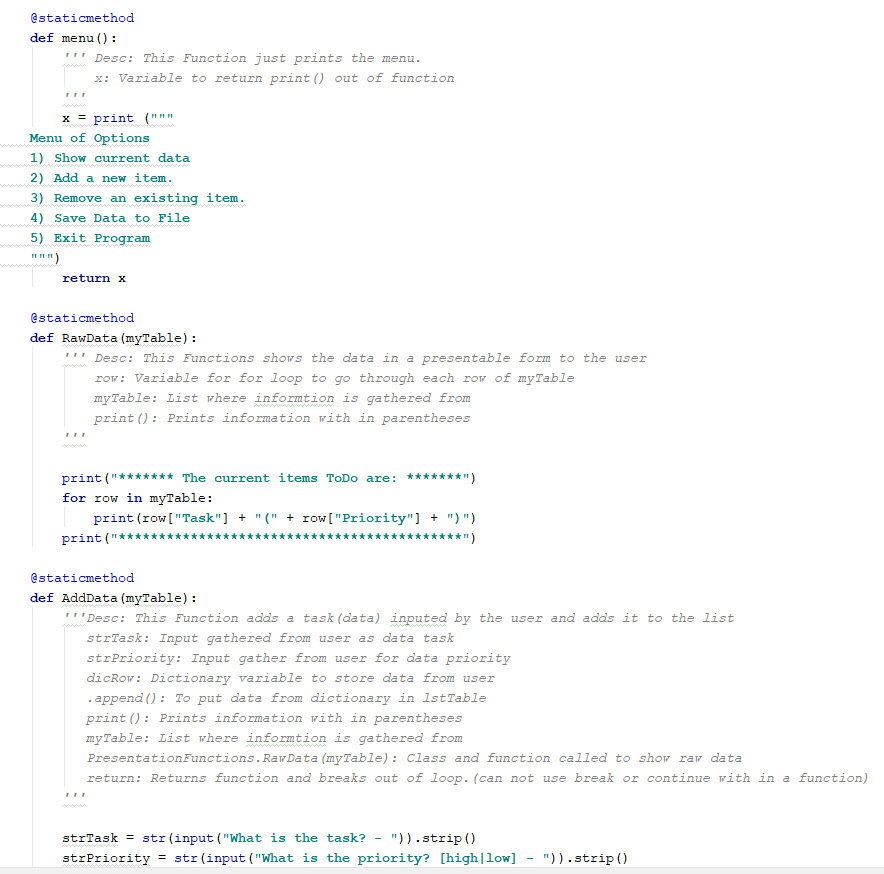 @staticmethod
def menu():
''' Desc: This Function just prints the menu.
x: Variable to return print() out of function
'''
x = print ("""
Menu of Options
1) Show current data
2) Add a new item.
3) Remove an existing item.
4) Save Data to File
5) Exit Program
""")
return x
@staticmethod
def RawData(myTable):
''' Desc: This Functions shows the data in a presentable form to the user
row: Variable for for loop to go through each row of myTable
myTable: List where informtion is gathered from
print(): Prints information with in parentheses
'''
print("******* The current items ToDo are: *******")
for row in myTable:
print(row["Task"] + "(" + row["Priority"] + ")")
print("*******************************************")
@staticmethod
def AddData(myTable):
'''Desc: This Function adds a task(data) inputed by the user and adds it to the list
strTask: Input gathered from user as data task
strPriority: Input gather from user for data priority
dicRow: Dictionary variable to store data from user
.append(): To put data from dictionary in lstTable
print(): Prints information with in parentheses
myTable: List where informtion is gathered from
PresentationFunctions.RawData(myTable): Class and function called to show raw data
return: Returns function and breaks out of loop.(can not use break or continue with in a function)
'''
strTask = str(input("What is the task? - ")).strip()
strPriority = str(input("What is the priority? [high|low] - ")).strip()